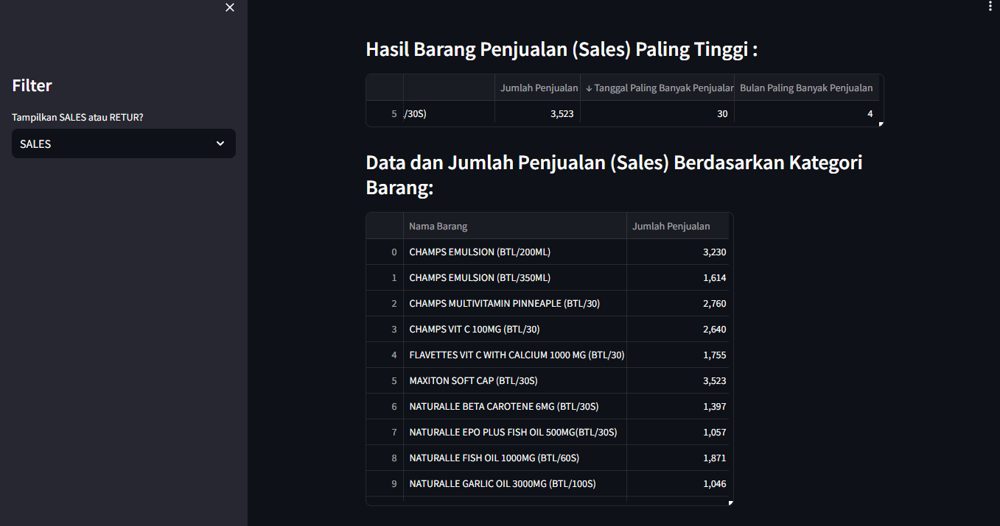 Filter
Tampilkan SALES atau RETUR?
SALES
Hasil Barang Penjualan (Sales) Paling Tinggi :
Jumlah Penjualan ↓ Tanggal Paling Banyak Penjualan Bulan Paling Banyak Penjualan
5 /30S) 3,523 30 4
Data dan Jumlah Penjualan (Sales) Berdasarkan Kategori
Barang:
Nama Barang Jumlah Penjualan
0 CHAMPS EMULSION (BTL/200ML) 3,230
1 CHAMPS EMULSION (BTL/350ML) 1,614
2 CHAMPS MULTIVITAMIN PINNEAPLE (BTL/30) 2,760
3 CHAMPS VIT C 100MG (BTL/30) 2,640
4 FLAVETTES VIT C WITH CALCIUM 1000 MG (BTL/30) 1,755
5 MAXITON SOFT CAP (BTL/30S) 3,523
6 NATURALLE BETA CAROTENE 6MG (BTL/30S) 1,397
7 NATURALLE EPO PLUS FISH OIL 500MG(BTL/30S) 1,057
8 NATURALLE FISH OIL 1000MG (BTL/60S) 1,871
9 NATURALLE GARLIC OIL 3000MG (BTL/100S) 1,046